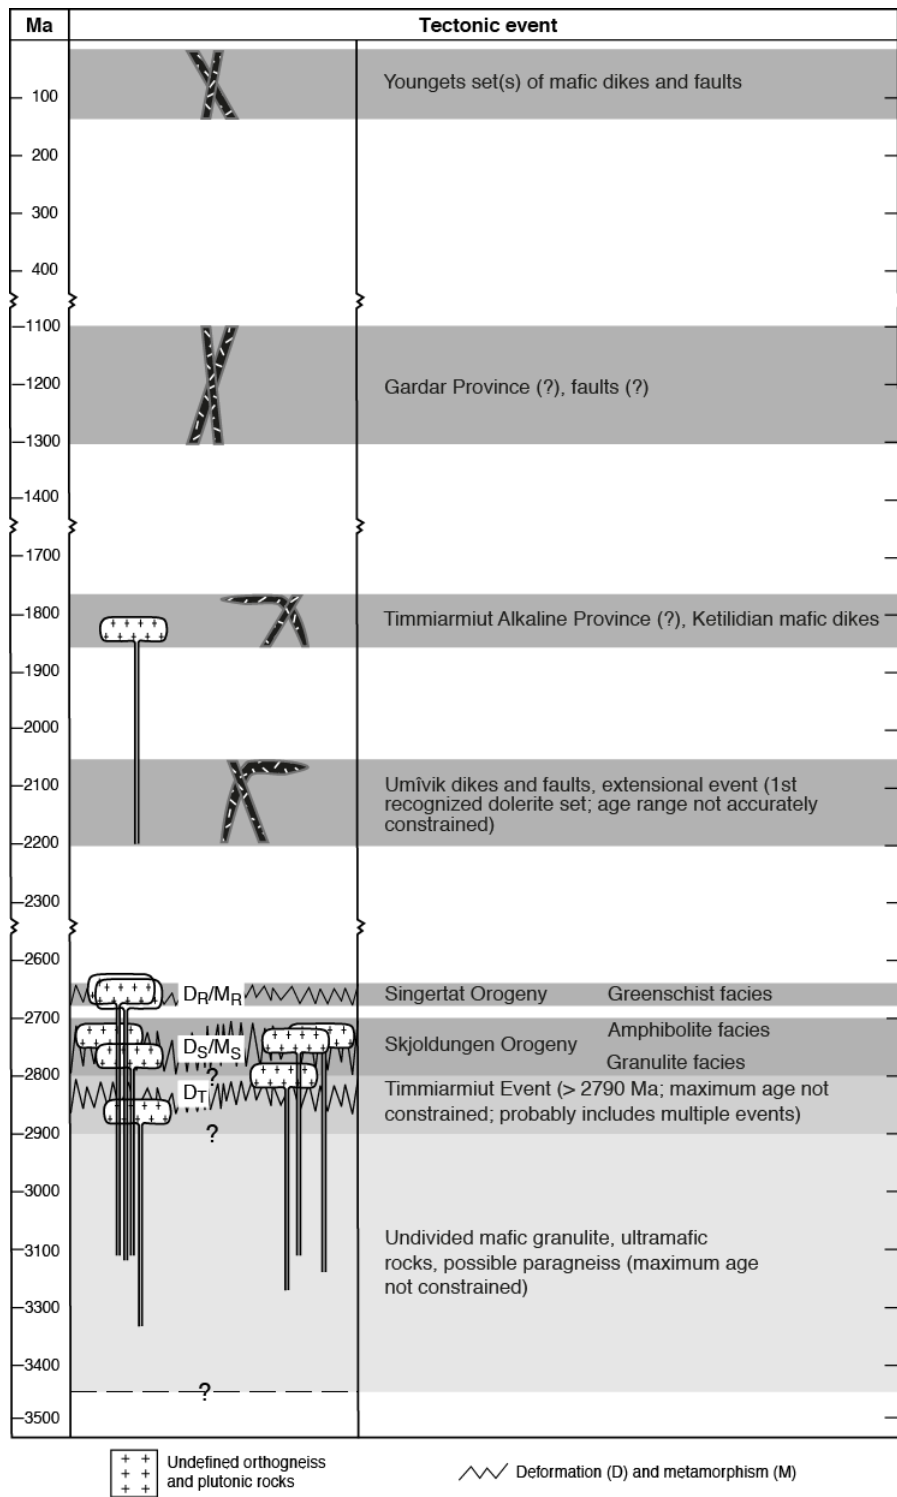 Ma
Tectonic event
Youngets set(s) of mafic dikes and faults
100
200
300
400
1100
Gardar Province (?), faults (?)
1200
1300
1400
1700
1800
Timmiarmiut Alkaline Province (?), Ketilidian mafic dikes
1900
2000
2100
Umîvik dikes and faults, extensional event (1st
recognized dolerite set; age range not accurately
constrained)
2200
2300
2600
DR/MR
Singertat Orogeny
Greenschist facies
2700
Amphibolite facies
DS/MS
Skjoldungen Orogeny
Granulite facies
?
2800
DT
Timmiarmiut Event (> 2790 Ma; maximum age not
constrained; probably includes multiple events)
2900
?
3000
3100
Undivided mafic granulite, ultramafic
rocks, possible paragneiss (maximum age
not constrained)
3200
3300
3400
?
3500
Undefined orthogneiss
and plutonic rocks
Deformation (D) and metamorphism (M)